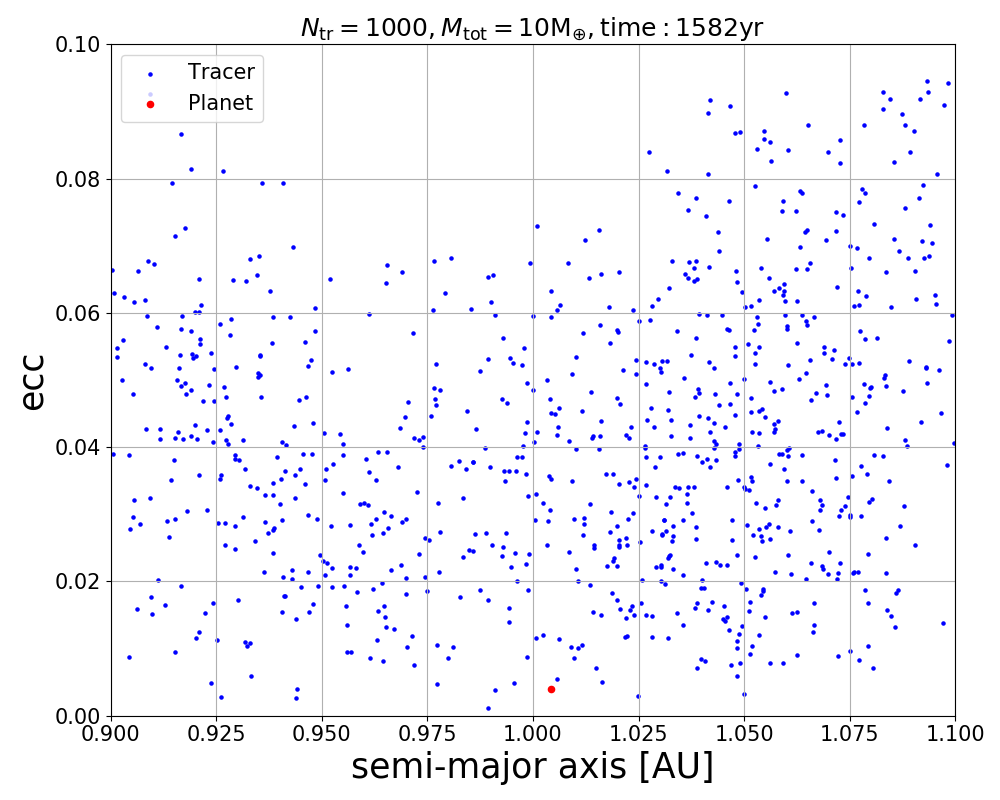 N_tr = 1000, M_tot = 10M_⊕, time : 1582yr
Tracer
Planet
ecc
0.10
0.08
0.06
0.04
0.02
0.00
0.900 0.925 0.950 0.975 1.000 1.025 1.050 1.075 1.100
semi-major axis [AU]